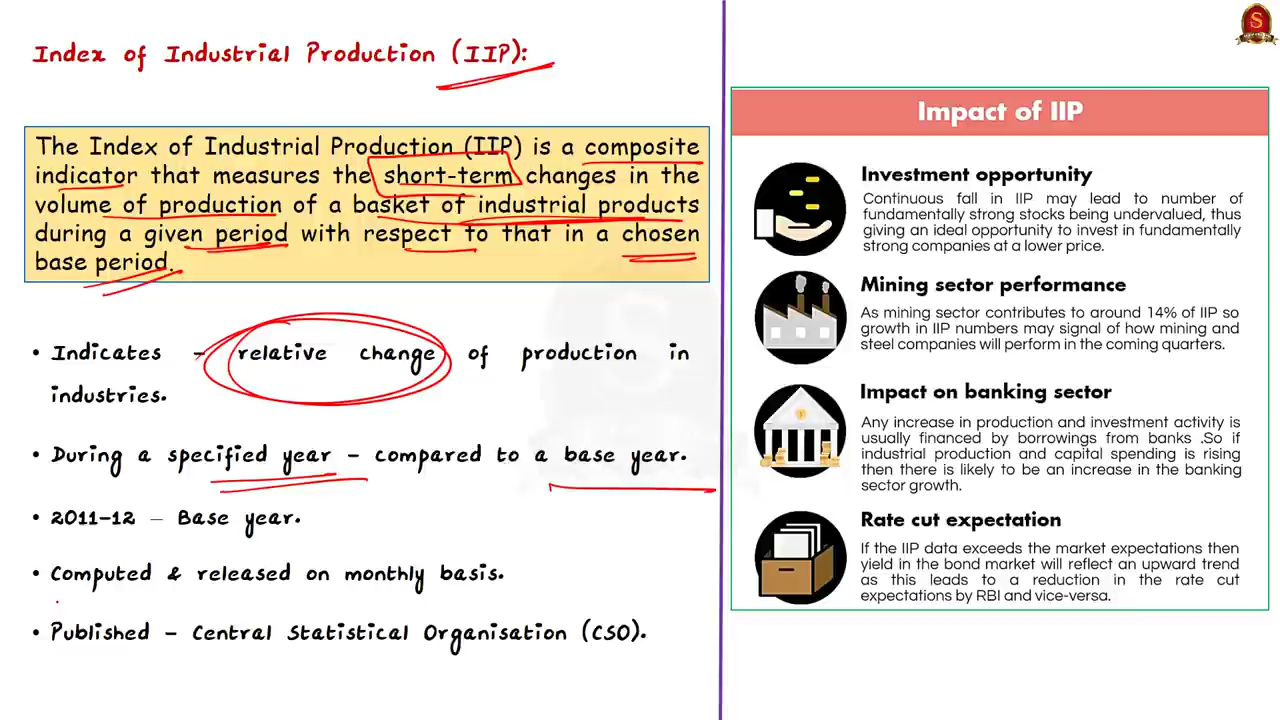 Index of Industrial Production (IIP):
The Index of Industrial Production (IIP) is a composite
indicator that measures the short-term changes in the
volume of production of a basket of industrial products
during a given period with respect to that in a chosen
base period.
• Indicates – relative change of production in
industries.
• During a specified year – compared to a base year.
• 2011-12 – Base year.
• Computed & released on monthly basis.
• Published – Central Statistical Organisation (CSO).
S
Impact of IIP
Investment opportunity
Continuous fall in IIP may lead to number of
fundamentally strong stocks being undervalued, thus
giving an ideal opportunity to invest in fundamentally
strong companies at a lower price.
Mining sector performance
As mining sector contributes to around 14% of IIP so
growth in IIP numbers may signal of how mining and
steel companies will perform in the coming quarters.
Impact on banking sector
Any increase in production and investment activity is
usually financed by borrowings from banks .So if
industrial production and capital spending is rising
then there is likely to be an increase in the banking
sector growth.
Rate cut expectation
If the IIP data exceeds the market expectations then
yield in the bond market will reflect an upward trend
as this leads to a reduction in the rate cut
expectations by RBI and vice-versa.